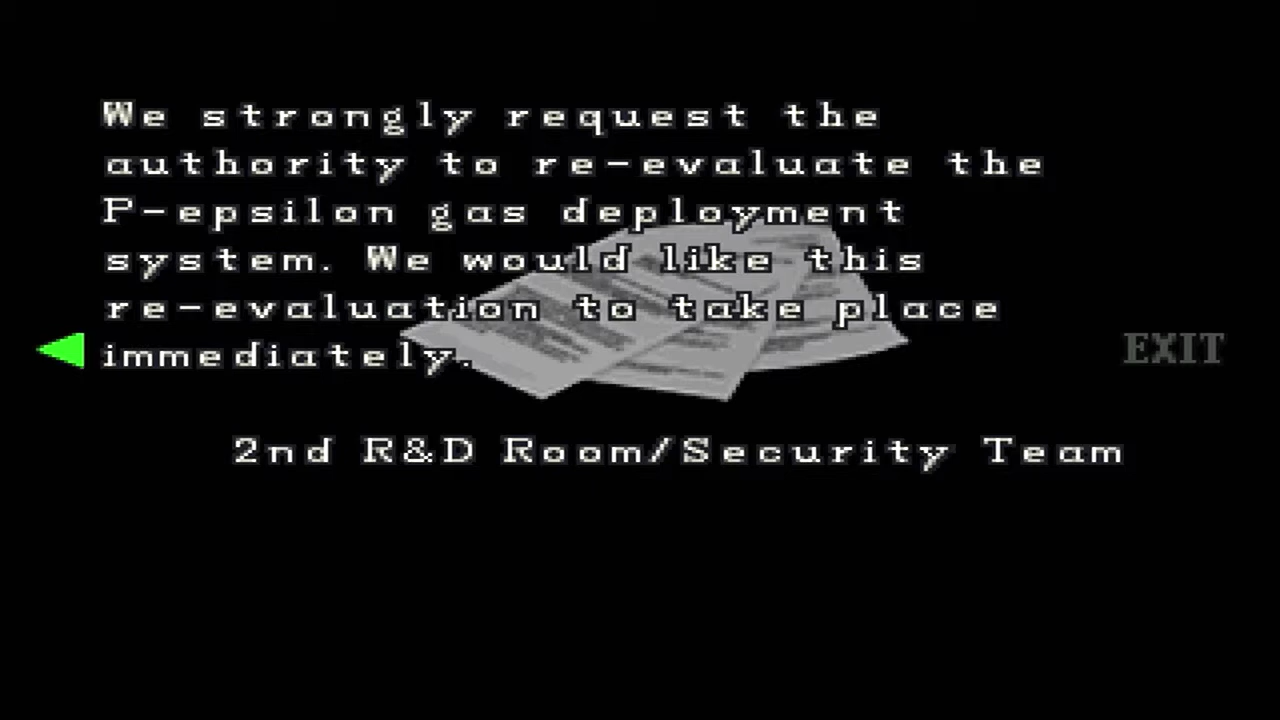 We strongly request the
authority to re-evaluate the
P-epsilon gas deployment
system. We would like this
re-evaluation to take place
immediately.
EXIT
2nd R&D Room/Security Team